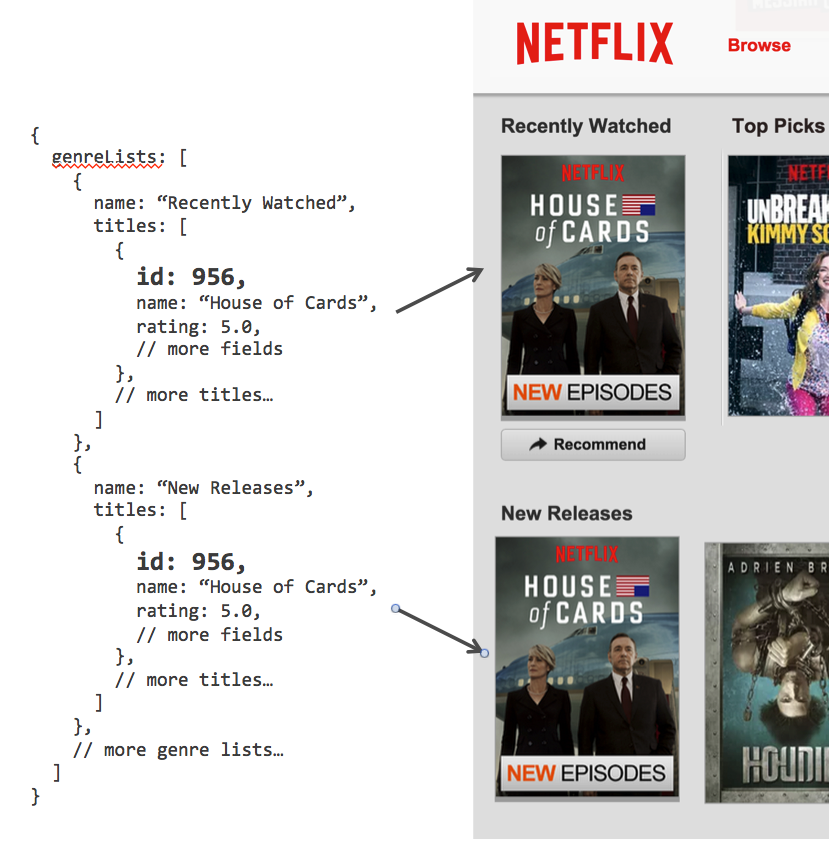 {
genreLists: [
{
name: “Recently Watched”,
titles: [
{
id: 956,
name: “House of Cards”,
rating: 5.0,
// more fields
},
// more titles…
]
},
{
name: “New Releases”,
titles: [
{
id: 956,
name: “House of Cards”,
rating: 5.0,
// more fields
},
// more titles…
]
},
// more genre lists…
]
}
NETFLIX
Browse
Recently Watched
Top Picks
NETFLIX
HOUSE
of CARDS
NEW EPISODES
Recommend
NETF
UNBREAK
KIMMY SC
New Releases
NETFLIX
HOUSE
of CARDS
NEW EPISODES
ADRIEN BR
HOUDIN